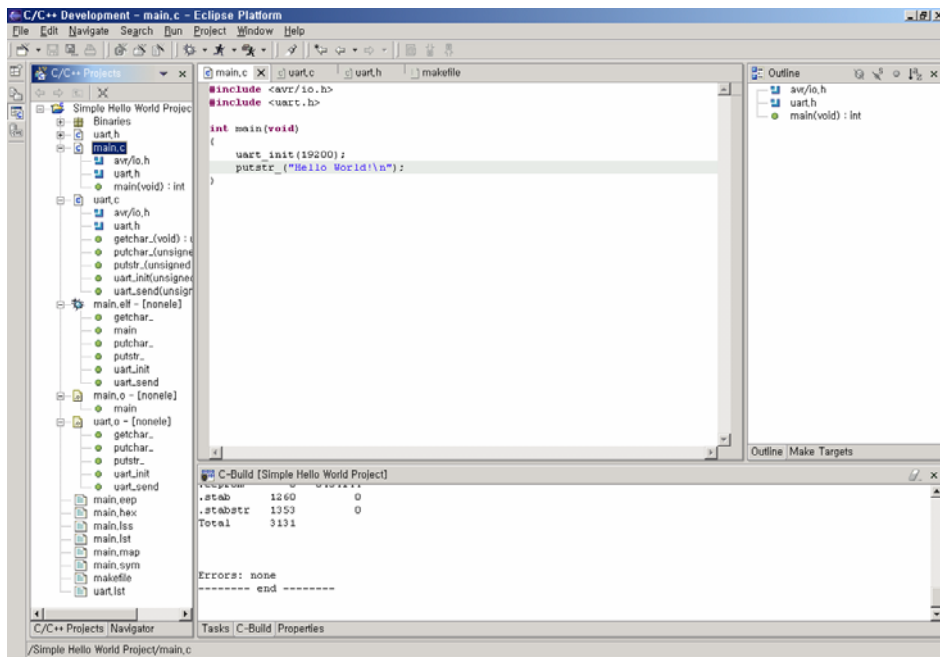 C/C++ Development - main.c - Eclipse Platform
File Edit Navigate Search Run Project Window Help
C/C++ Projects
Simple Hello World Projec
Binaries
uart.h
main.c
avr/io.h
uart.h
main(void) : int
uart.c
avr/io.h
uart.h
getchar_(void) : u
putchar_(unsigne
putstr_(unsigned
uart_init(unsigned
uart_send(unsigr
main.elf - [nonele]
getchar_
main
putchar_
putstr_
uart_init
uart_send
main.o - [nonele]
main
uart.o - [nonele]
getchar_
putchar_
putstr_
uart_init
uart_send
main.eep
main.hex
main.lss
main.lst
main.map
main.sym
makefile
uart.lst
C/C++ Projects Navigator
main.c uart.c uart.h makefile
#include <avr/io.h>
#include <uart.h>
int main(void)
{
uart_init(19200);
putstr_("Hello World!\n");
}
Outline
avr/io.h
uart.h
main(void) : int
Outline Make Targets
C-Build [Simple Hello World Project]
.stab 1260 0
.stabstr 1353 0
Total 3131
Errors: none
-------- end --------
Tasks C-Build Properties
/Simple Hello World Project/main.c